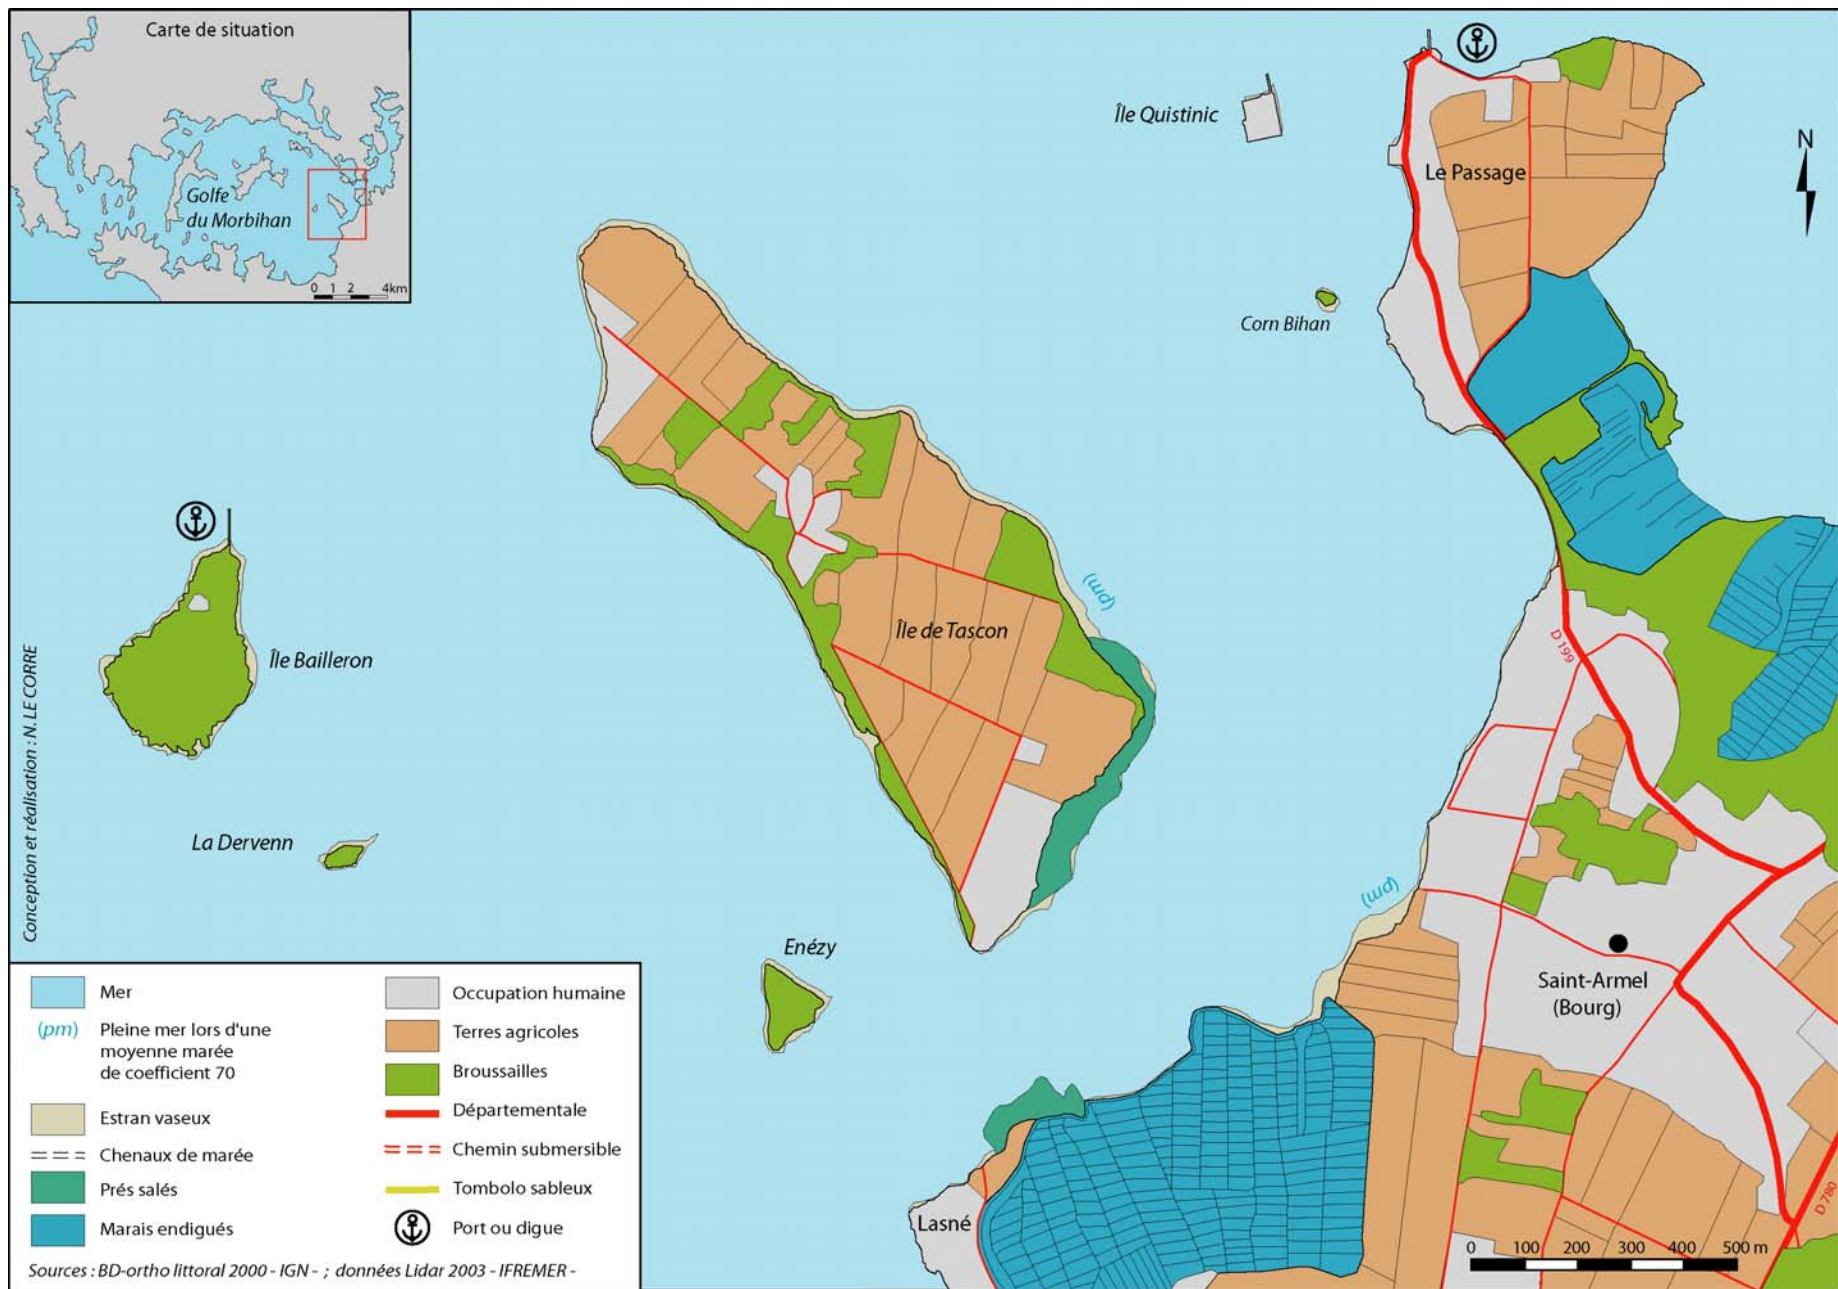 Carte de situation
Golfe
du Morbihan
0 1 2 4km
Île Quistinic
Le Passage
N
Corn Bihan
Île de Tascon
(pm)
Île Bailleron
D 199
La Dervenn
Enézy
(pm)
Saint-Armel
(Bourg)
Lasné
D 780
0 100 200 300 400 500 m
Conception et réalisation : N. LE CORRE
Mer
(pm) Pleine mer lors d'une
moyenne marée
de coefficient 70
Estran vaseux
Chenaux de marée
Prés salés
Marais endigués
Occupation humaine
Terres agricoles
Broussailles
Départementale
Chemin submersible
Tombolo sableux
Port ou digue
Sources : BD-ortho littoral 2000 - IGN - ; données Lidar 2003 - IFREMER -